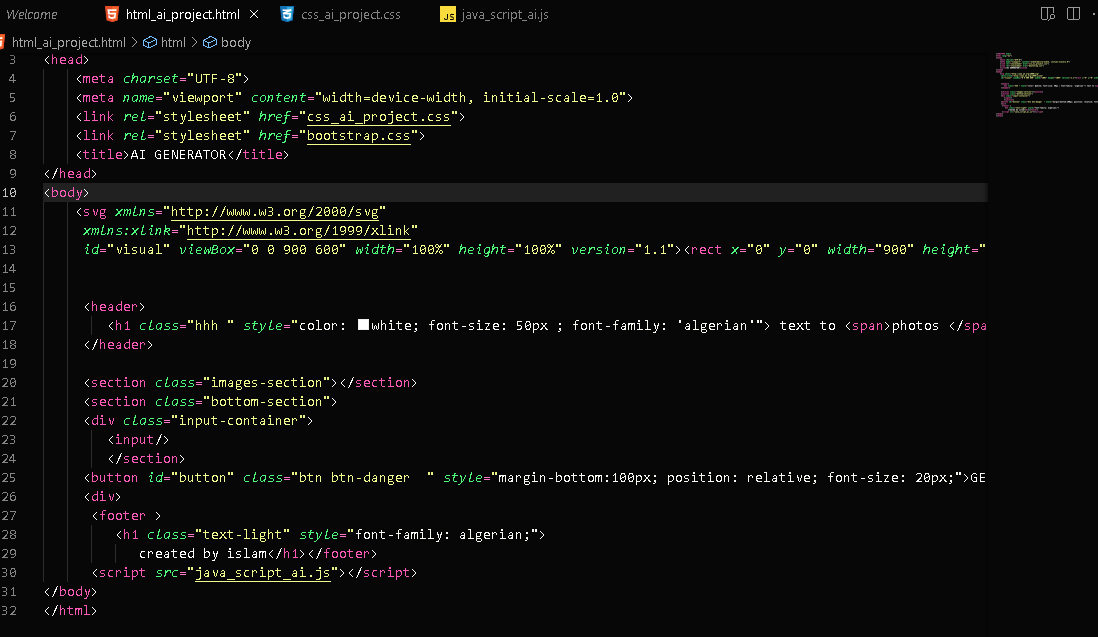 Welcome html_ai_project.html css_ai_project.css JS java_script_ai.js
html_ai_project.html > html > body
3 <head>
4 <meta charset="UTF-8">
5 <meta name="viewport" content="width=device-width, initial-scale=1.0">
6 <link rel="stylesheet" href="css_ai_project.css">
7 <link rel="stylesheet" href="bootstrap.css">
8 <title>AI GENERATOR</title>
9 </head>
10 <body>
11 <svg xmlns="http://www.w3.org/2000/svg"
12 xmlns:xlink="http://www.w3.org/1999/xlink"
13 id="visual" viewBox="0 0 900 600" width="100%" height="100%" version="1.1"><rect x="0" y="0" width="900" height="
14
15
16 <header>
17 <h1 class="hhh " style="color: white; font-size: 50px ; font-family: 'algerian'"> text to <span>photos </spa
18 </header>
19
20 <section class="images-section"></section>
21 <section class="bottom-section">
22 <div class="input-container">
23 <input/>
24 </section>
25 <button id="button" class="btn btn-danger  " style="margin-bottom:100px; position: relative; font-size: 20px;">GE
26 <div>
27 <footer >
28 <h1 class="text-light" style="font-family: algerian;">
29 created by islam</h1></footer>
30 <script src="java_script_ai.js"></script>
31 </body>
32 </html>